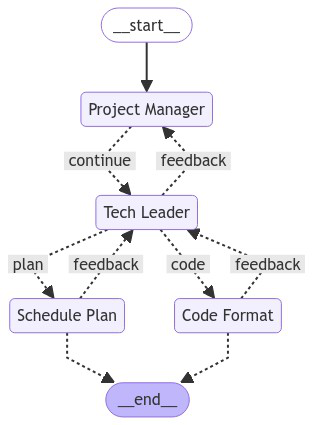 __start__
Project Manager
continue
feedback
Tech Leader
plan
feedback
code
feedback
Schedule Plan
Code Format
__end__